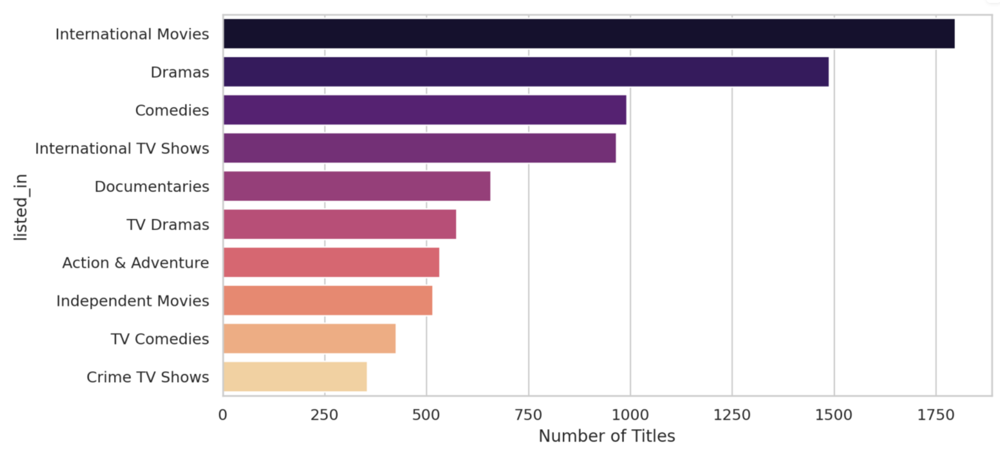 International Movies
Dramas
Comedies
International TV Shows
Documentaries
TV Dramas
Action & Adventure
Independent Movies
TV Comedies
Crime TV Shows
listed_in
0 250 500 750 1000 1250 1500 1750
Number of Titles